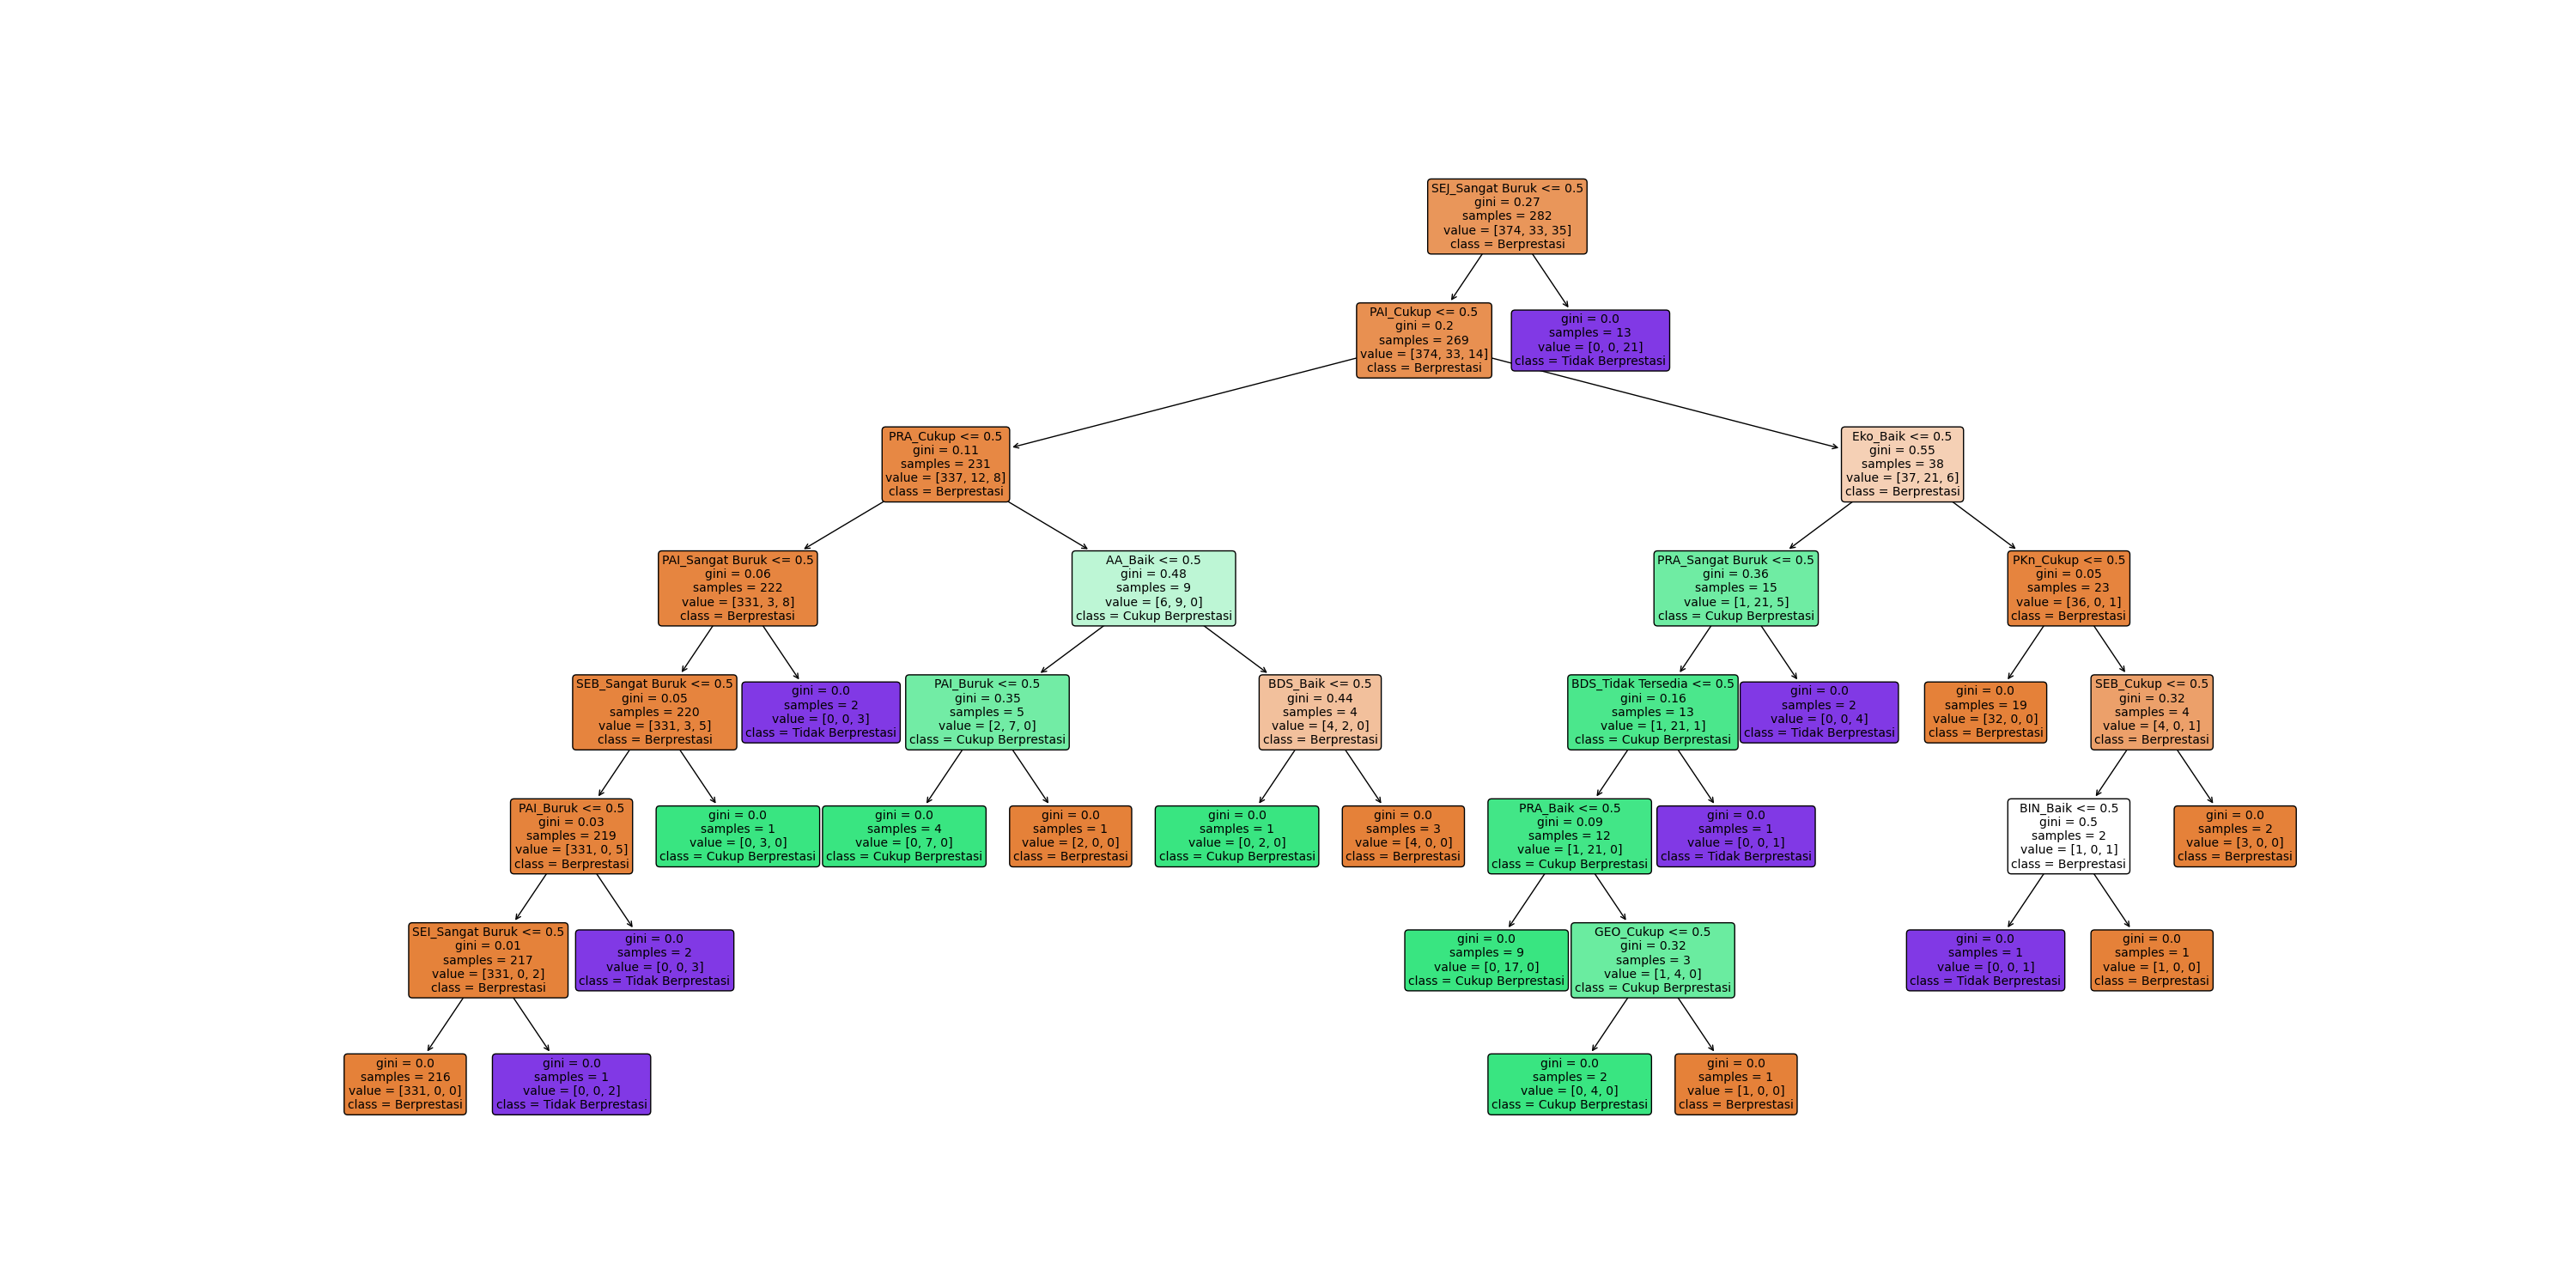 SEJ_Sangat Buruk <= 0.5
gini = 0.27
samples = 282
value = [374, 33, 35]
class = Berprestasi
PAI_Cukup <= 0.5
gini = 0.2
samples = 269
value = [374, 33, 14]
class = Berprestasi
gini = 0.0
samples = 13
value = [0, 0, 21]
class = Tidak Berprestasi
PRA_Cukup <= 0.5
gini = 0.11
samples = 231
value = [337, 12, 8]
class = Berprestasi
Eko_Baik <= 0.5
gini = 0.55
samples = 38
value = [37, 21, 6]
class = Berprestasi
PAI_Sangat Buruk <= 0.5
gini = 0.06
samples = 222
value = [331, 3, 8]
class = Berprestasi
AA_Baik <= 0.5
gini = 0.48
samples = 9
value = [6, 9, 0]
class = Cukup Berprestasi
PRA_Sangat Buruk <= 0.5
gini = 0.36
samples = 15
value = [1, 21, 5]
class = Cukup Berprestasi
PKn_Cukup <= 0.5
gini = 0.05
samples = 23
value = [36, 0, 1]
class = Berprestasi
SEB_Sangat Buruk <= 0.5
gini = 0.05
samples = 220
value = [331, 3, 5]
class = Berprestasi
gini = 0.0
samples = 2
value = [0, 0, 3]
class = Tidak Berprestasi
PAI_Buruk <= 0.5
gini = 0.35
samples = 5
value = [2, 7, 0]
class = Cukup Berprestasi
BDS_Baik <= 0.5
gini = 0.44
samples = 4
value = [4, 2, 0]
class = Berprestasi
BDS_Tidak Tersedia <= 0.5
gini = 0.16
samples = 13
value = [1, 21, 1]
class = Cukup Berprestasi
gini = 0.0
samples = 2
value = [0, 0, 4]
class = Tidak Berprestasi
gini = 0.0
samples = 19
value = [32, 0, 0]
class = Berprestasi
SEB_Cukup <= 0.5
gini = 0.32
samples = 4
value = [4, 0, 1]
class = Berprestasi
PAI_Buruk <= 0.5
gini = 0.03
samples = 219
value = [331, 0, 5]
class = Berprestasi
gini = 0.0
samples = 1
value = [0, 3, 0]
class = Cukup Berprestasi
gini = 0.0
samples = 4
value = [0, 7, 0]
class = Cukup Berprestasi
gini = 0.0
samples = 1
value = [2, 0, 0]
class = Berprestasi
gini = 0.0
samples = 1
value = [0, 2, 0]
class = Cukup Berprestasi
gini = 0.0
samples = 3
value = [4, 0, 0]
class = Berprestasi
PRA_Baik <= 0.5
gini = 0.09
samples = 12
value = [1, 21, 0]
class = Cukup Berprestasi
gini = 0.0
samples = 1
value = [0, 0, 1]
class = Tidak Berprestasi
BIN_Baik <= 0.5
gini = 0.5
samples = 2
value = [1, 0, 1]
class = Berprestasi
gini = 0.0
samples = 2
value = [3, 0, 0]
class = Berprestasi
SEI_Sangat Buruk <= 0.5
gini = 0.01
samples = 217
value = [331, 0, 2]
class = Berprestasi
gini = 0.0
samples = 2
value = [0, 0, 3]
class = Tidak Berprestasi
gini = 0.0
samples = 9
value = [0, 17, 0]
class = Cukup Berprestasi
GEO_Cukup <= 0.5
gini = 0.32
samples = 3
value = [1, 4, 0]
class = Cukup Berprestasi
gini = 0.0
samples = 1
value = [0, 0, 1]
class = Tidak Berprestasi
gini = 0.0
samples = 1
value = [1, 0, 0]
class = Berprestasi
gini = 0.0
samples = 216
value = [331, 0, 0]
class = Berprestasi
gini = 0.0
samples = 1
value = [0, 0, 2]
class = Tidak Berprestasi
gini = 0.0
samples = 2
value = [0, 4, 0]
class = Cukup Berprestasi
gini = 0.0
samples = 1
value = [1, 0, 0]
class = Berprestasi